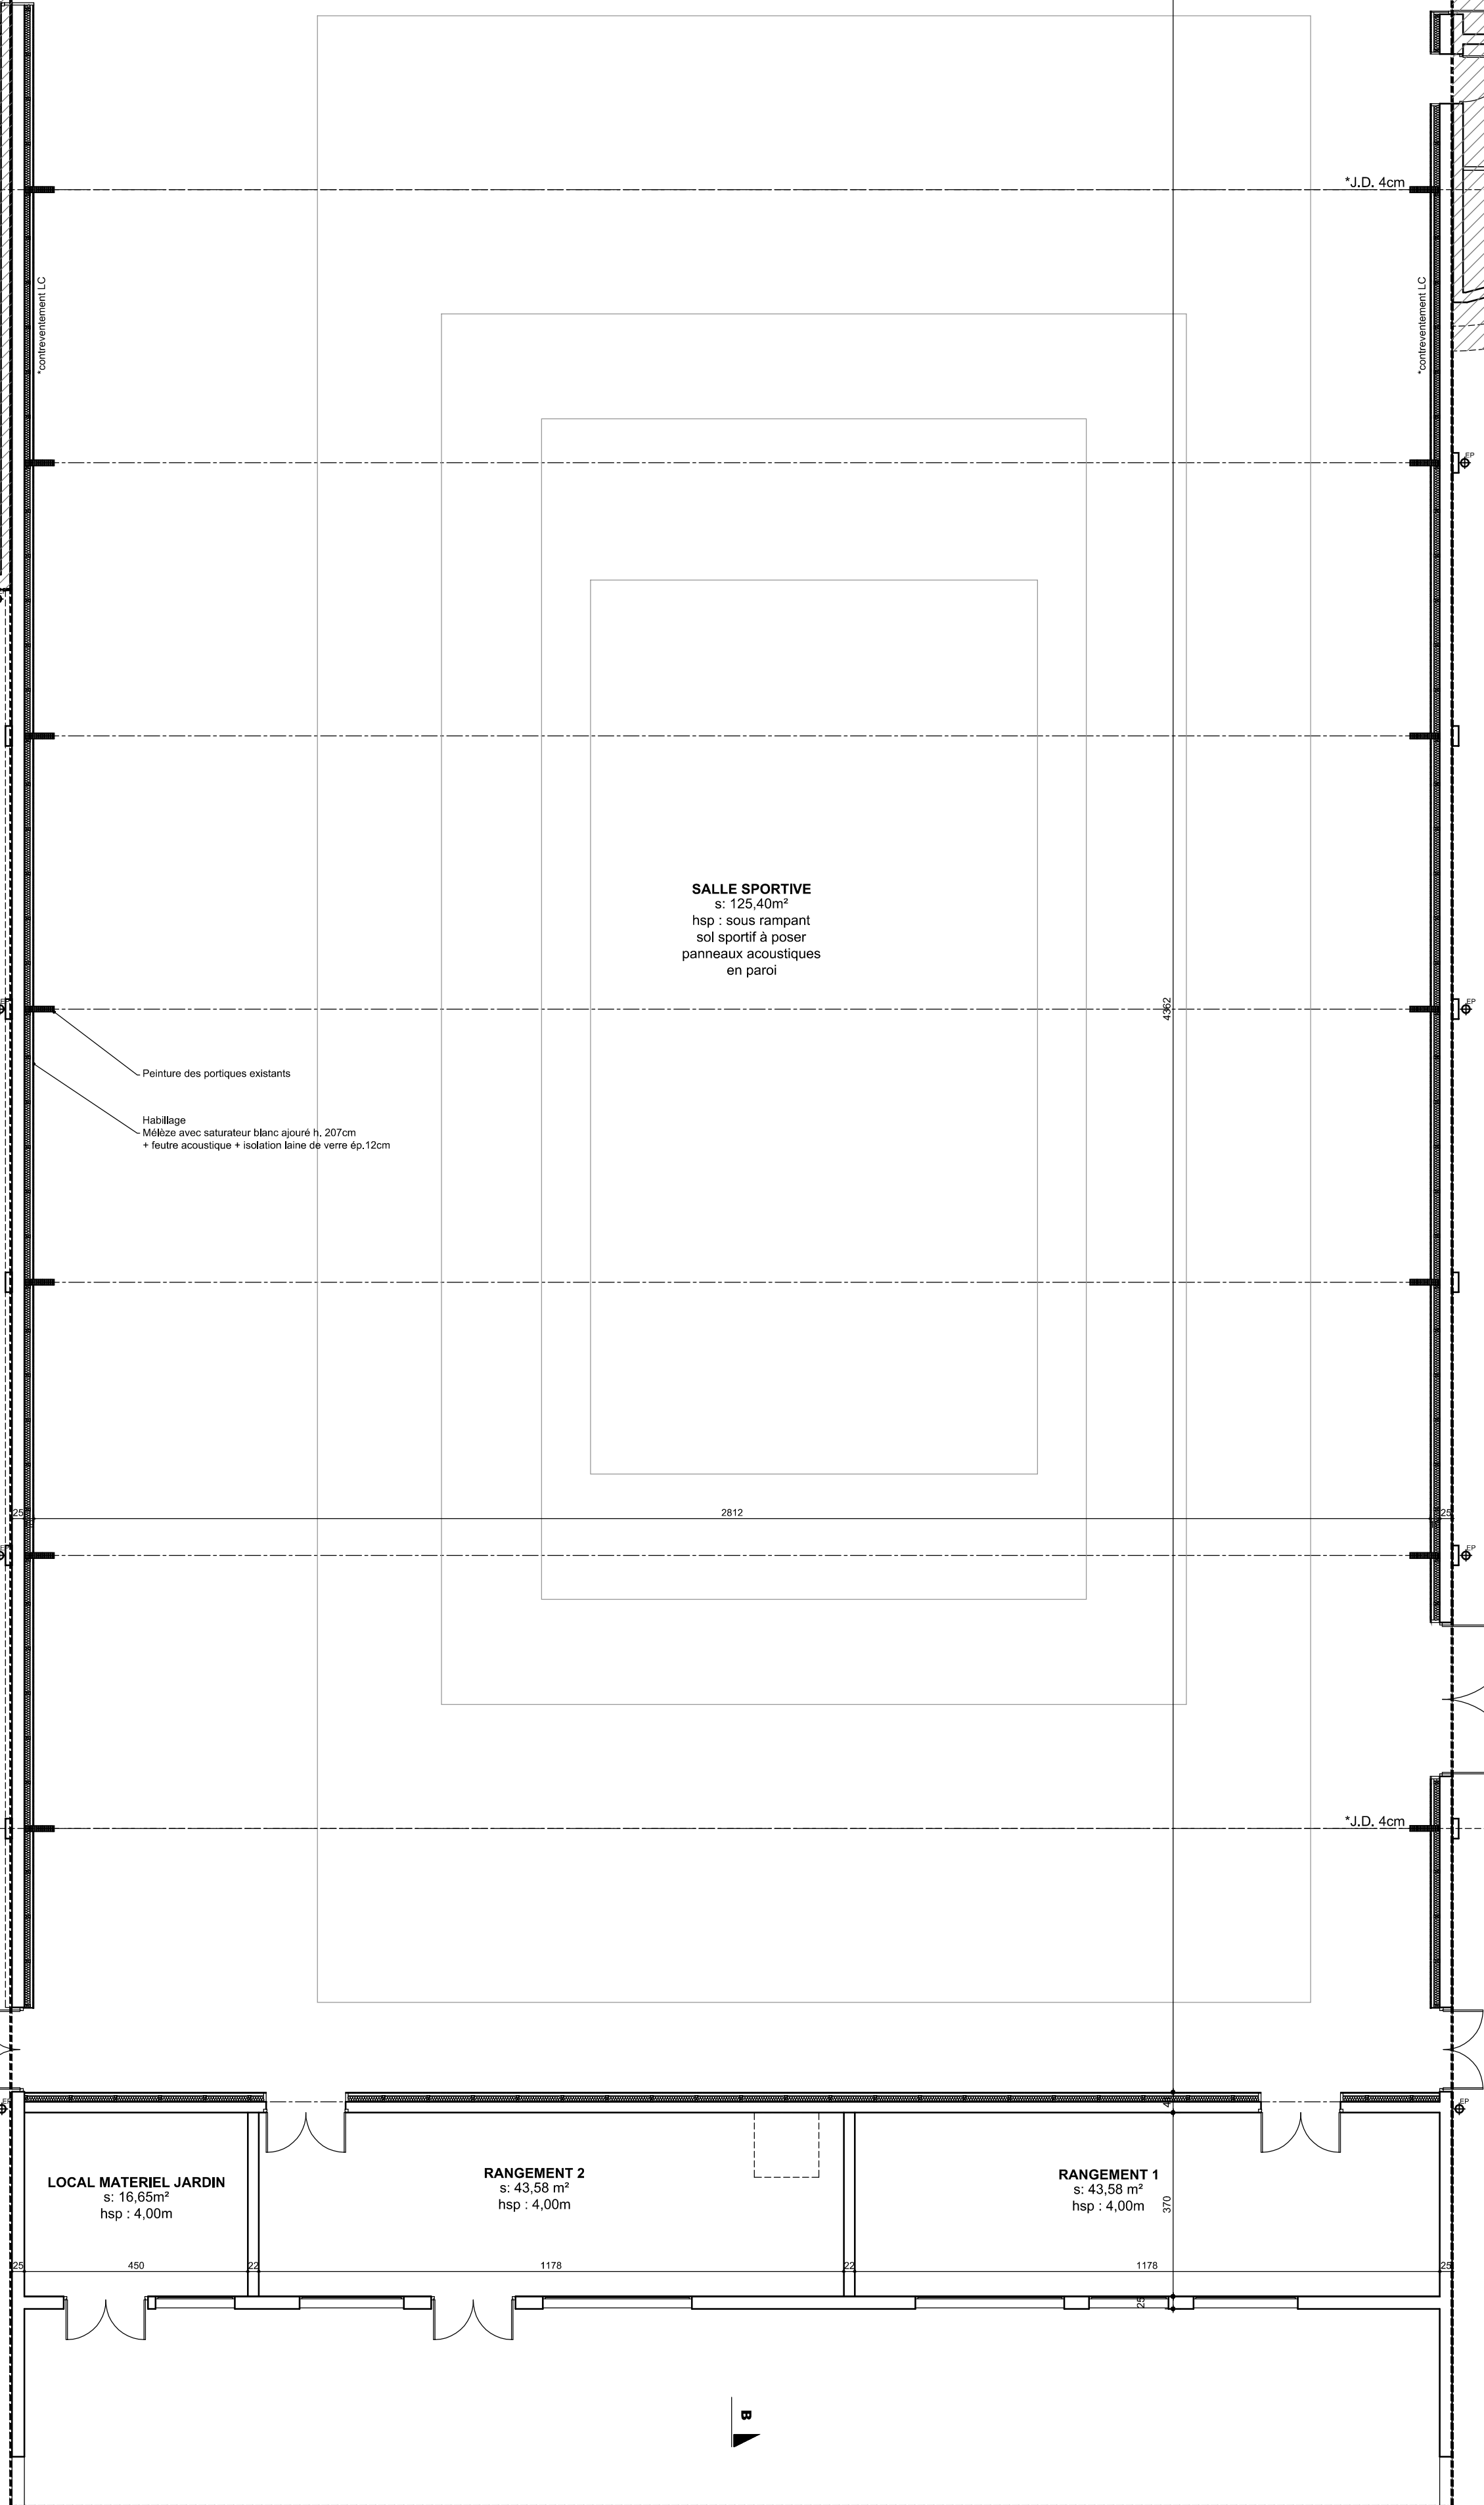 *J.D. 4cm
*contreventement LC
*contreventement LC
EP
SALLE SPORTIVE
s: 125,40m²
hsp : sous rampant
sol sportif à poser
panneaux acoustiques
en paroi
4362
EP
Peinture des portiques existants
Habillage
Mélèze avec saturateur blanc ajouré h. 207cm
+ feutre acoustique + isolation laine de verre ép.12cm
25
2812
25
EP
*J.D. 4cm
EP
LOCAL MATERIEL JARDIN
s: 16,65m²
hsp : 4,00m
RANGEMENT 2
s: 43,58 m²
hsp : 4,00m
RANGEMENT 1
s: 43,58 m²
hsp : 4,00m
370
25
450
22
1178
22
1178
25
25
B